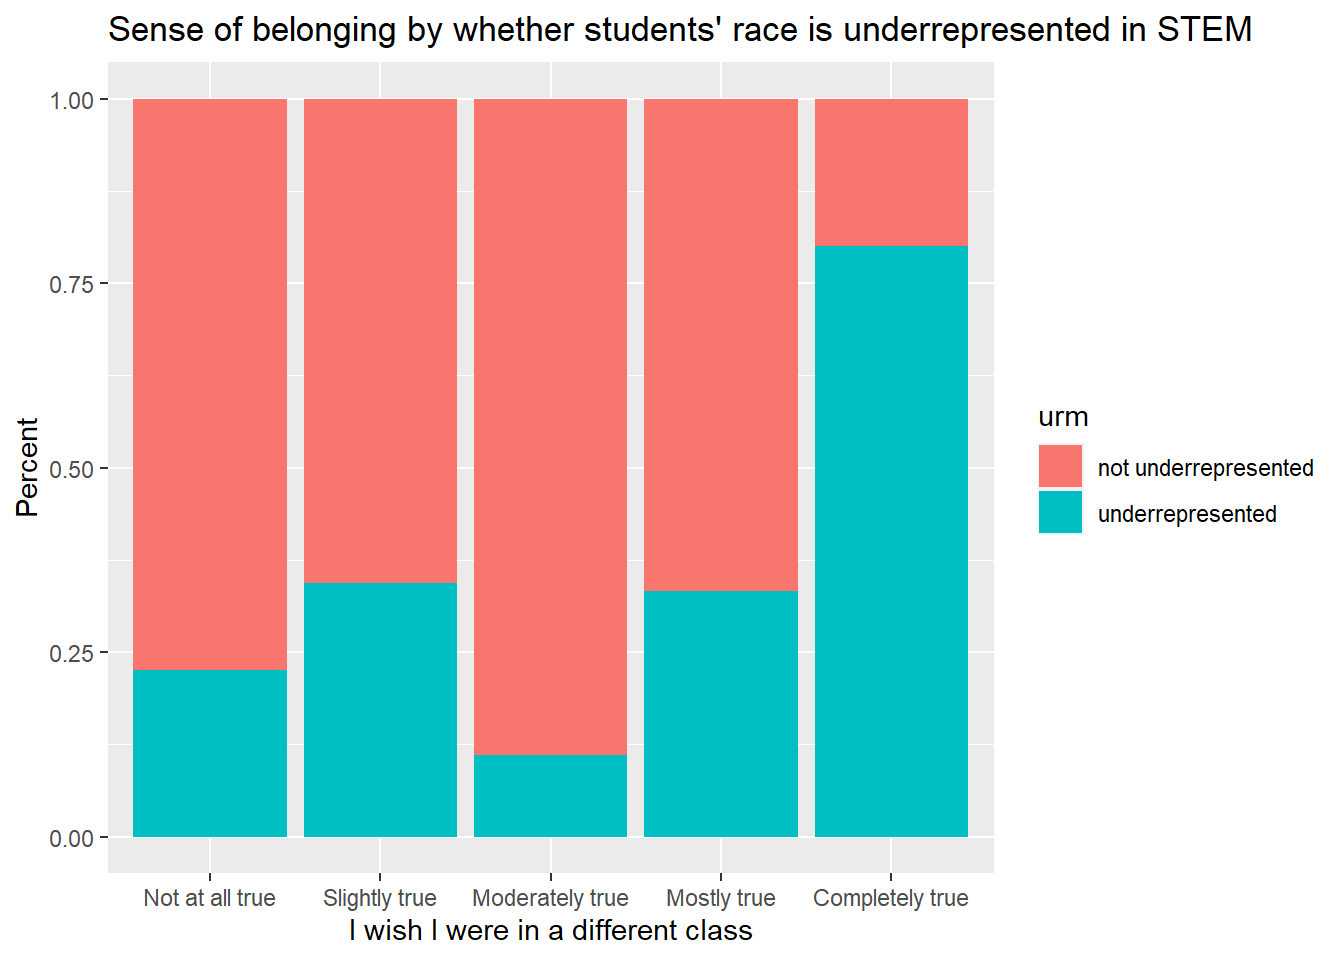 Sense of belonging by whether students' race is underrepresented in STEM
1.00
0.75
0.50
0.25
0.00
Percent
Not at all true
Slightly true
Moderately true
Mostly true
Completely true
I wish I were in a different class
urm
not underrepresented
underrepresented